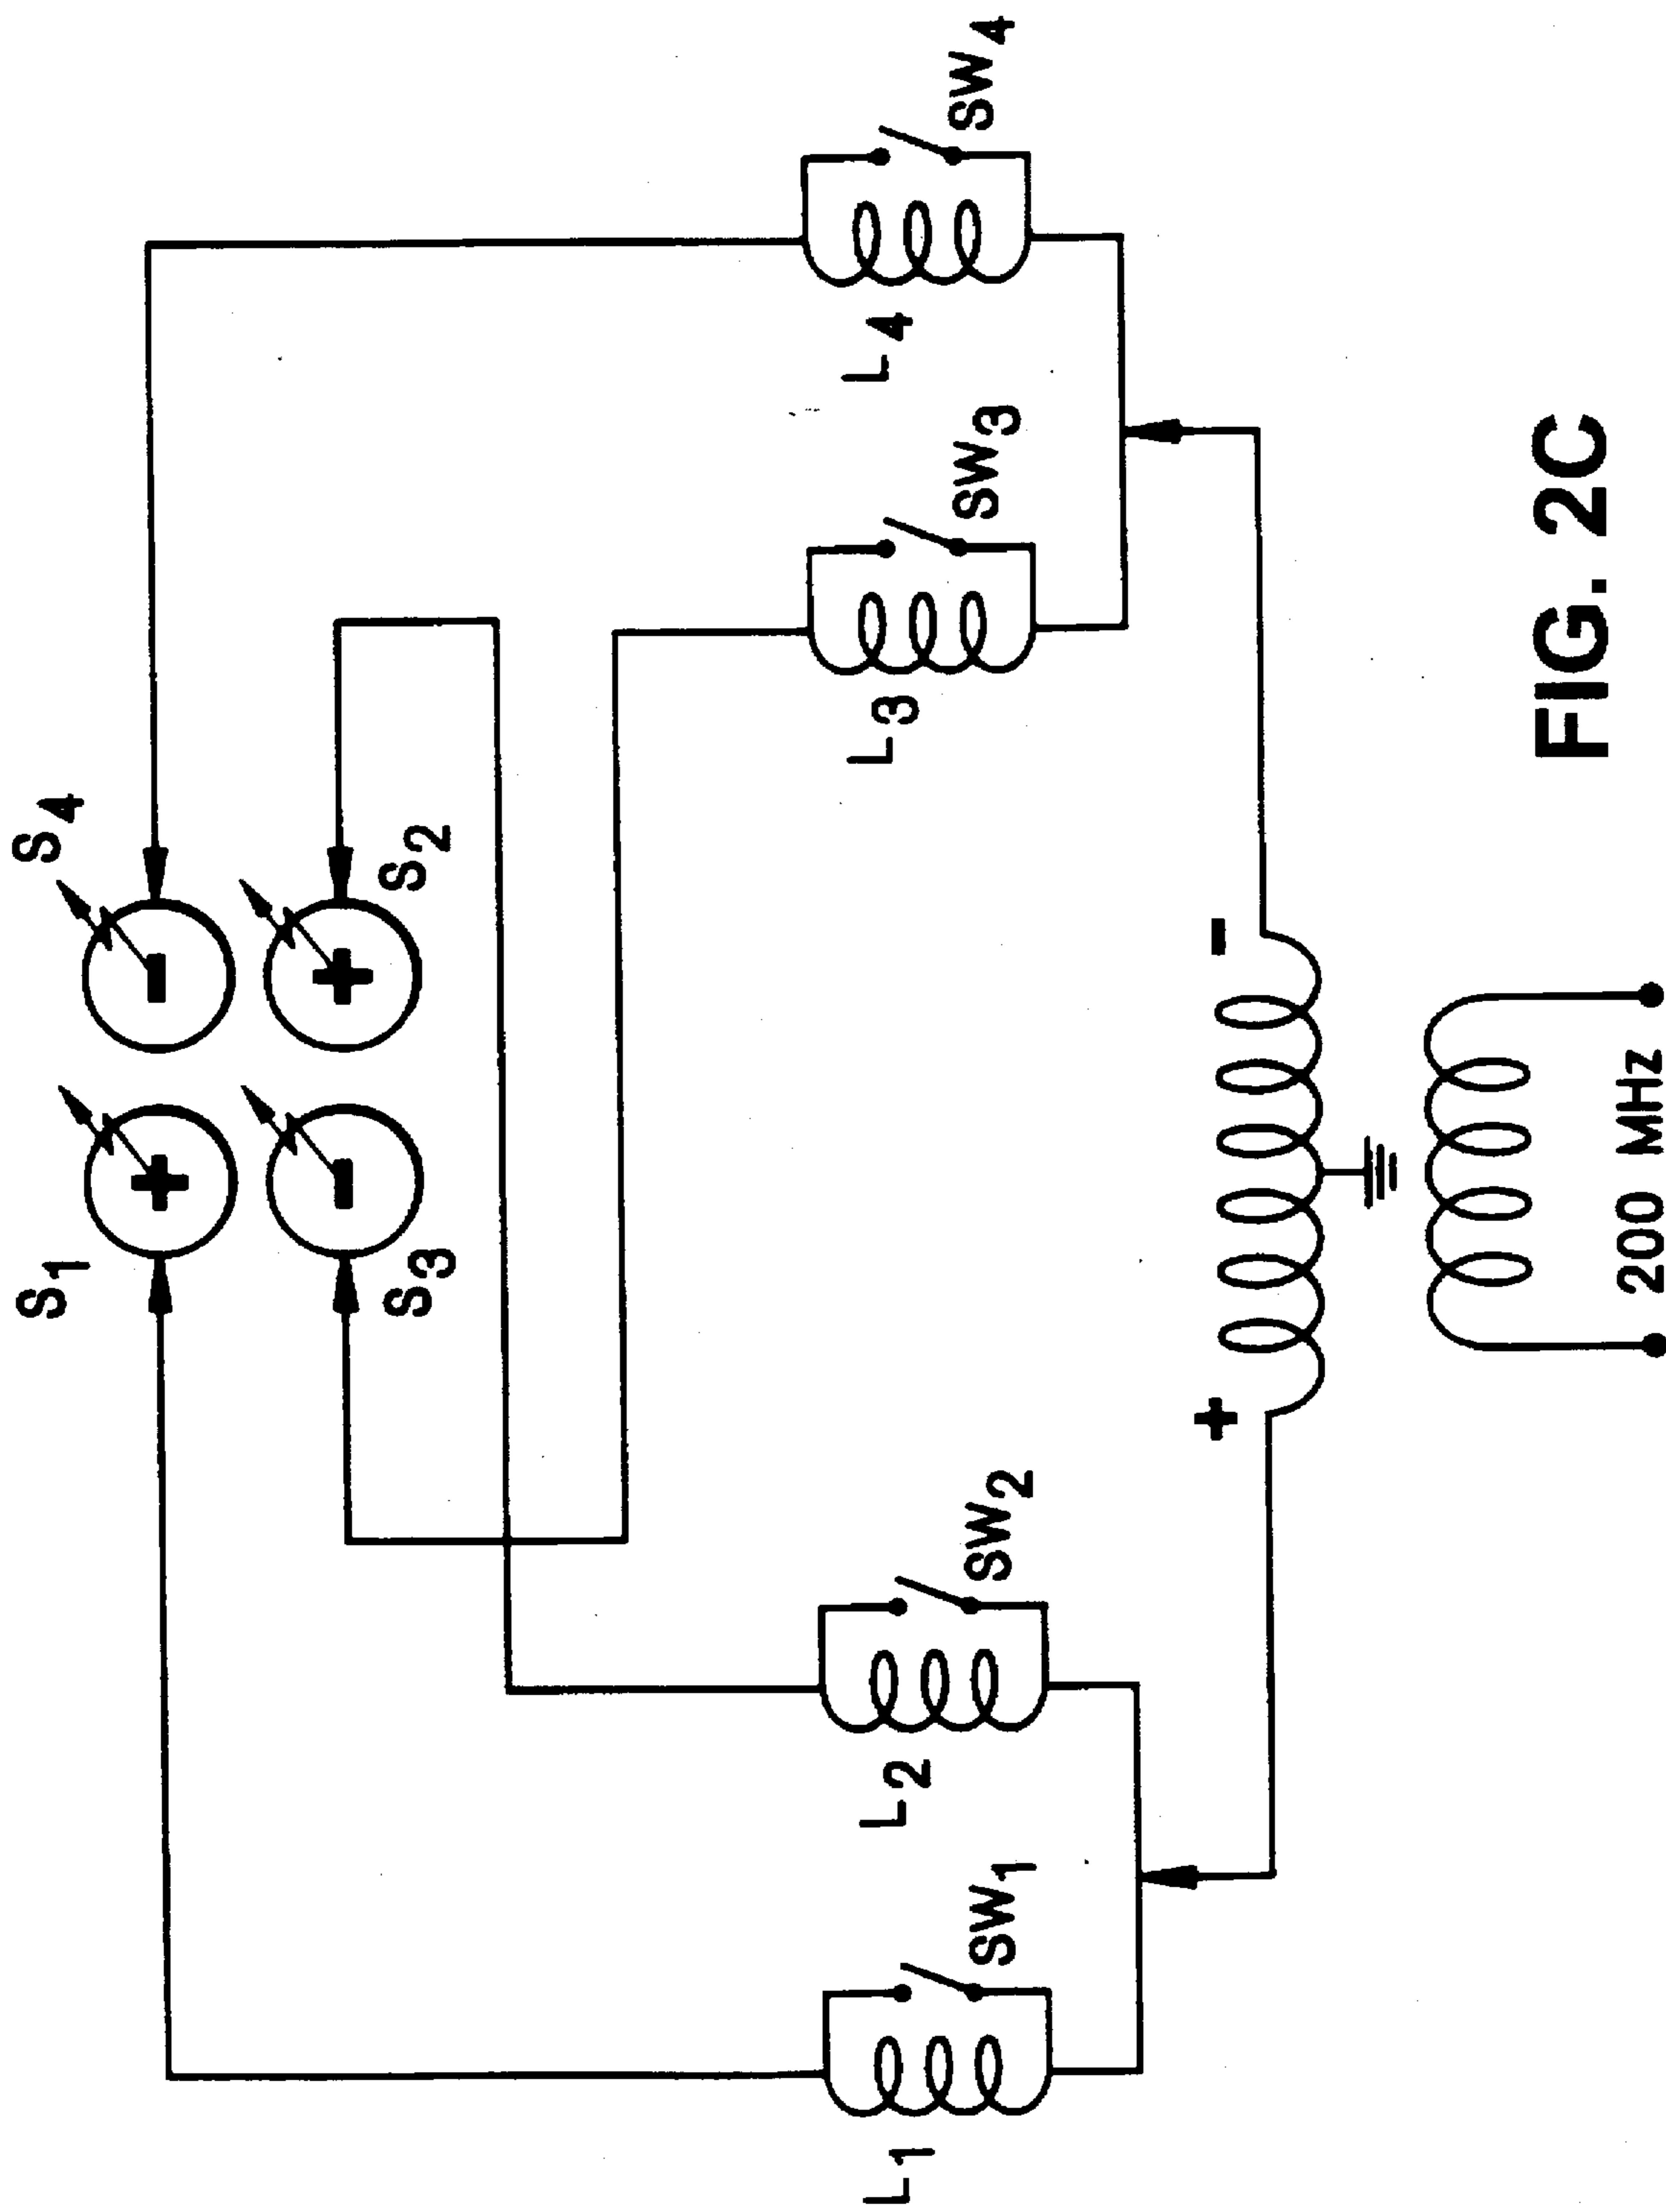 S1
S4
S3
S2
+
-
-
+
L1
SW1
L2
SW2
L3
SW3
L4
SW4
+
-
200 MHz
FIG. 2C